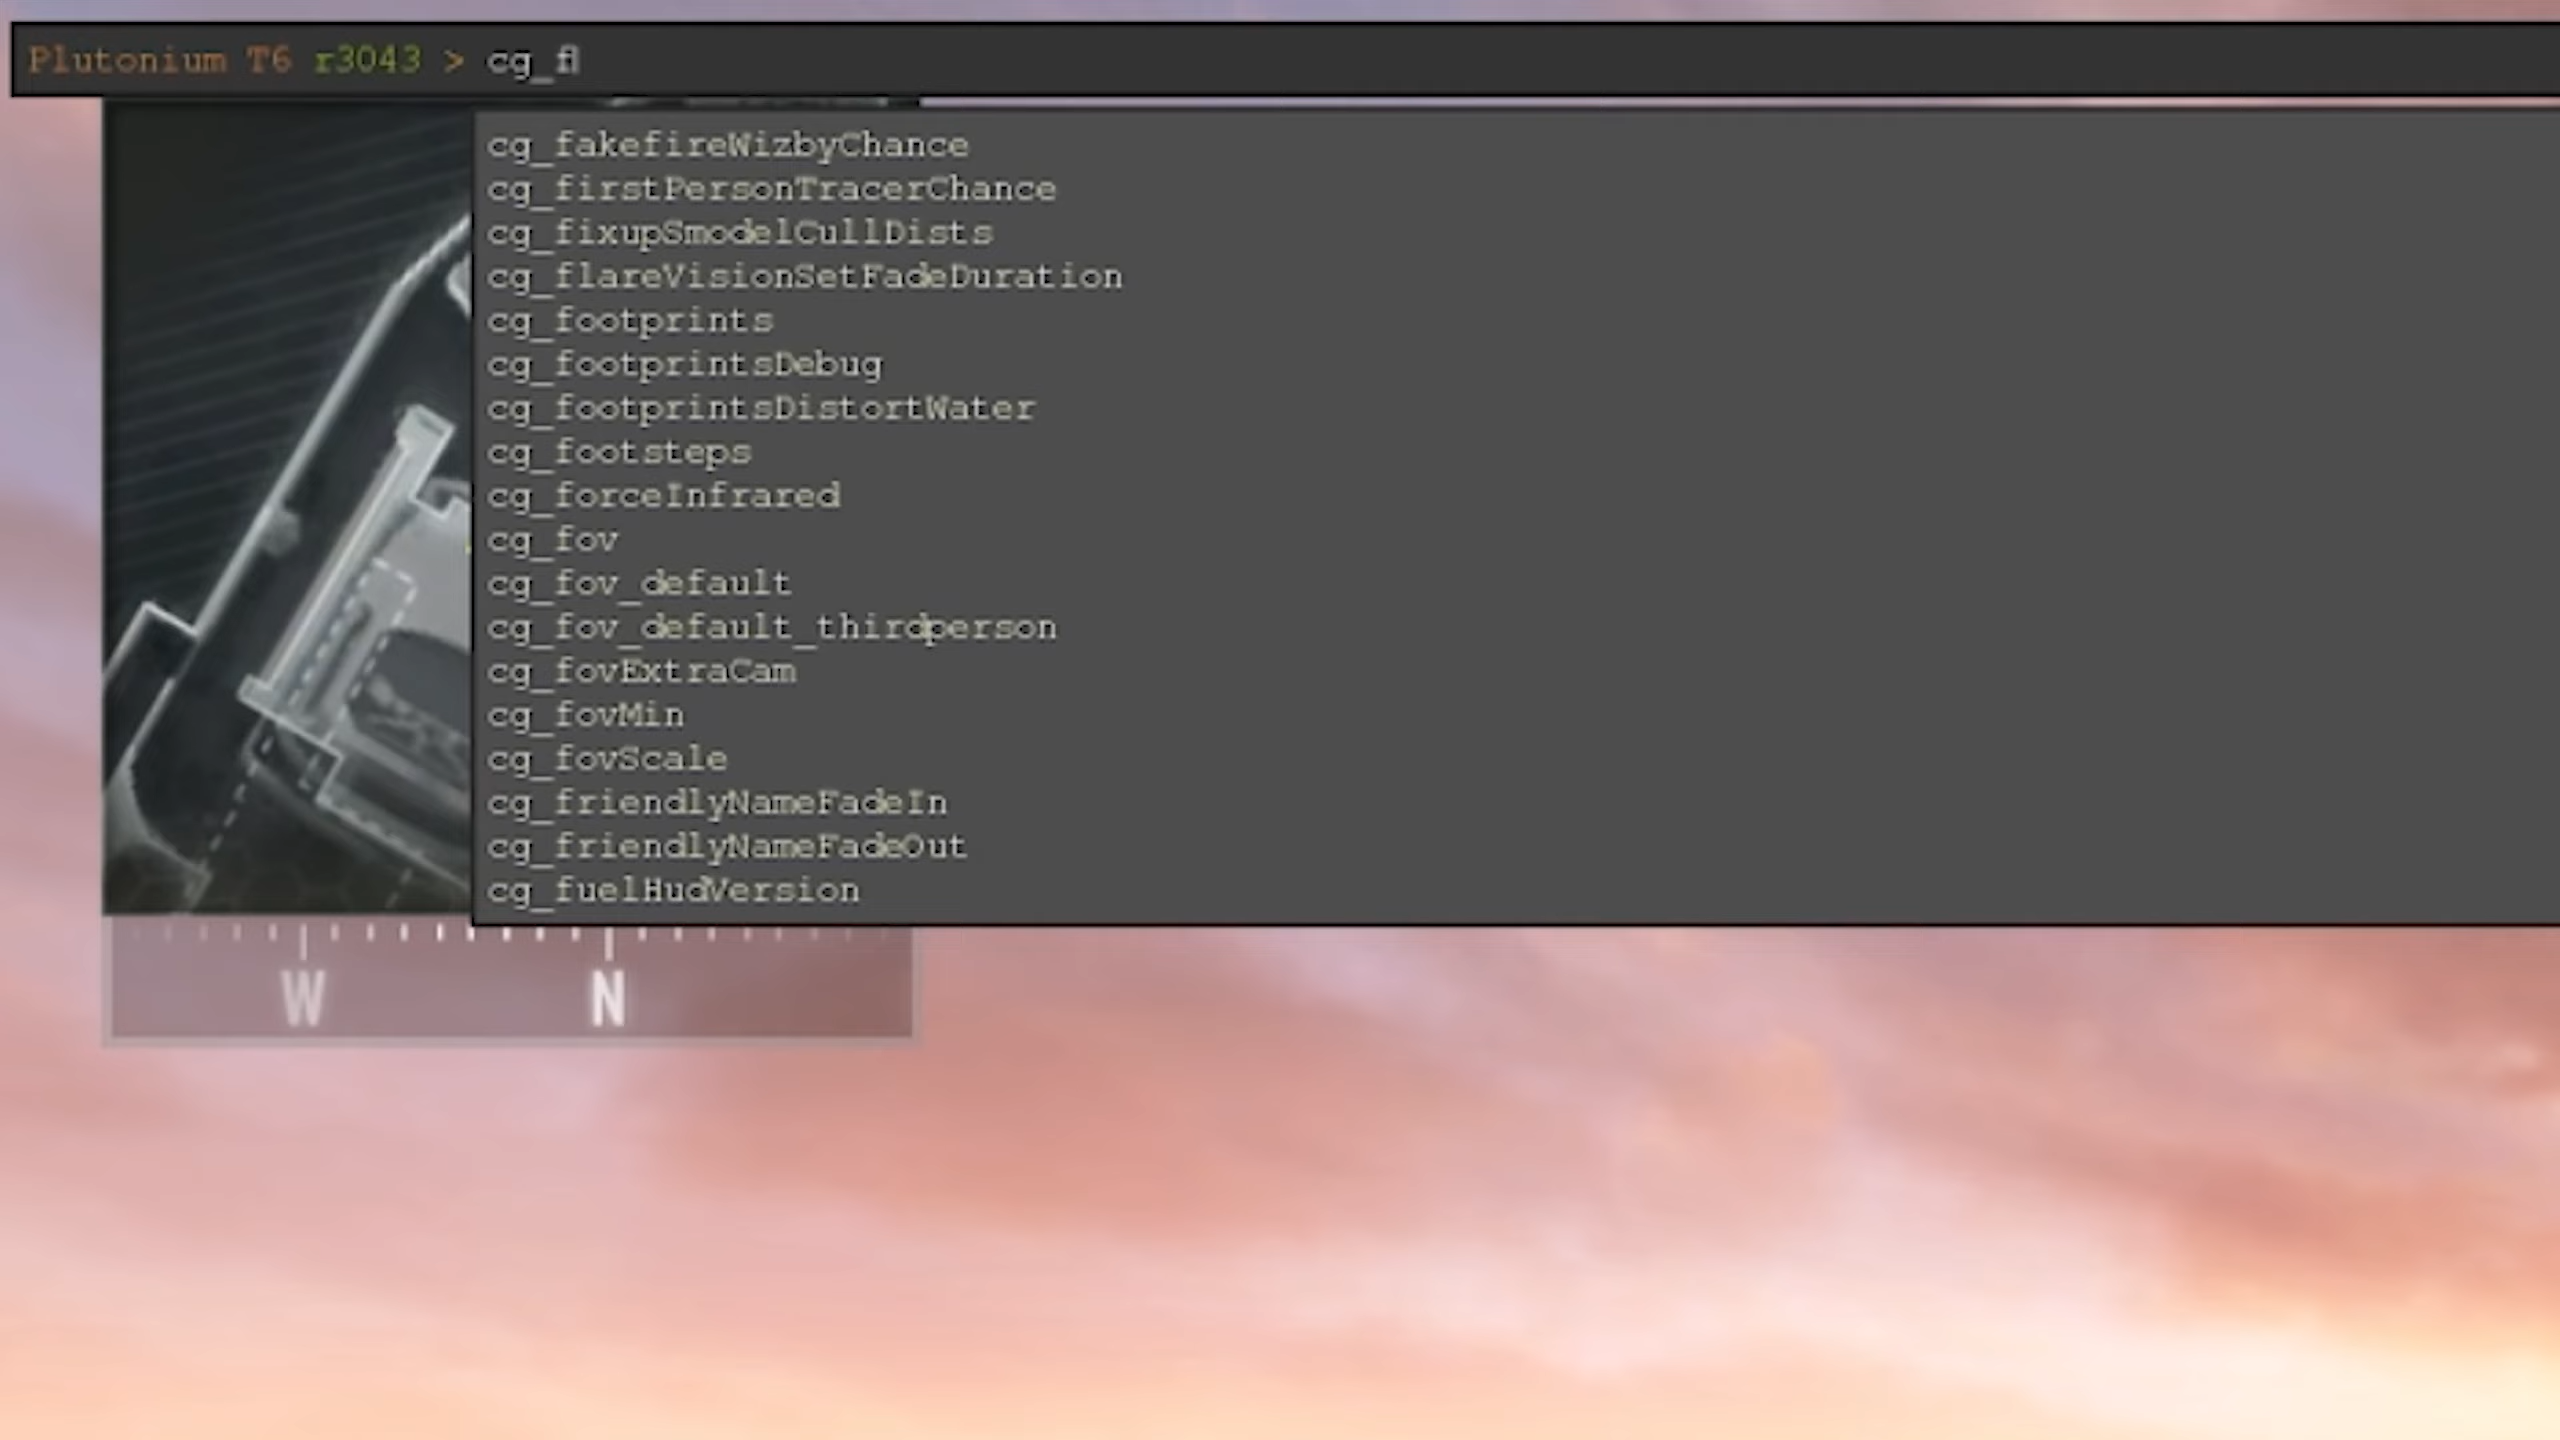 Plutonium T6 r3043 > cg_f
cg_fakefireWizbyChance
cg_firstPersonTracerChance
cg_fixupSmodelCullDists
cg_flareVisionSetFadeDuration
cg_footprints
cg_footprintsDebug
cg_footprintsDistortWater
cg_footsteps
cg_forceInfrared
cg_fov
cg_fov_default
cg_fov_default_thirdperson
cg_fovExtraCam
cg_fovMin
cg_fovScale
cg_friendlyNameFadeIn
cg_friendlyNameFadeOut
cg_fuelHudVersion
W N